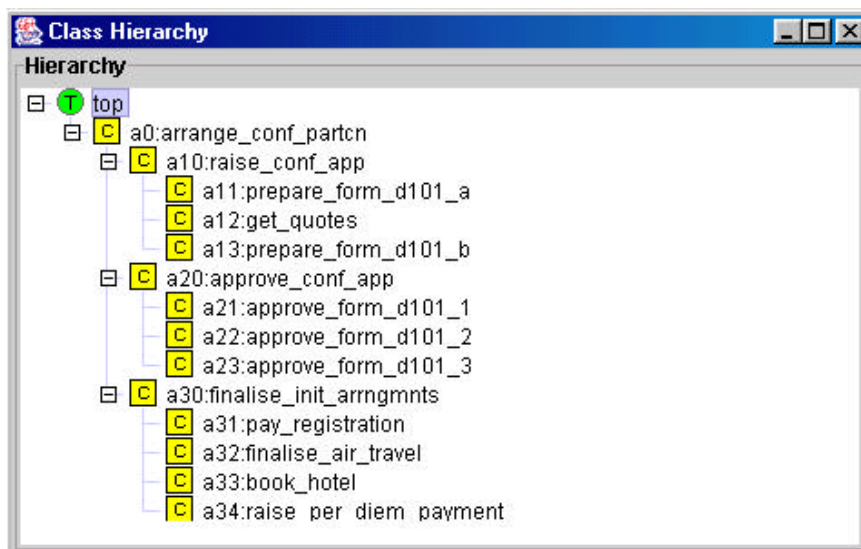 Class Hierarchy
Hierarchy
T top
C a0:arrange_conf_partcn
C a10:raise_conf_app
C a11:prepare_form_d101_a
C a12:get_quotes
C a13:prepare_form_d101_b
C a20:approve_conf_app
C a21:approve_form_d101_1
C a22:approve_form_d101_2
C a23:approve_form_d101_3
C a30:finalise_init_arrngmnts
C a31:pay_registration
C a32:finalise_air_travel
C a33:book_hotel
C a34:raise_per_diem_payment